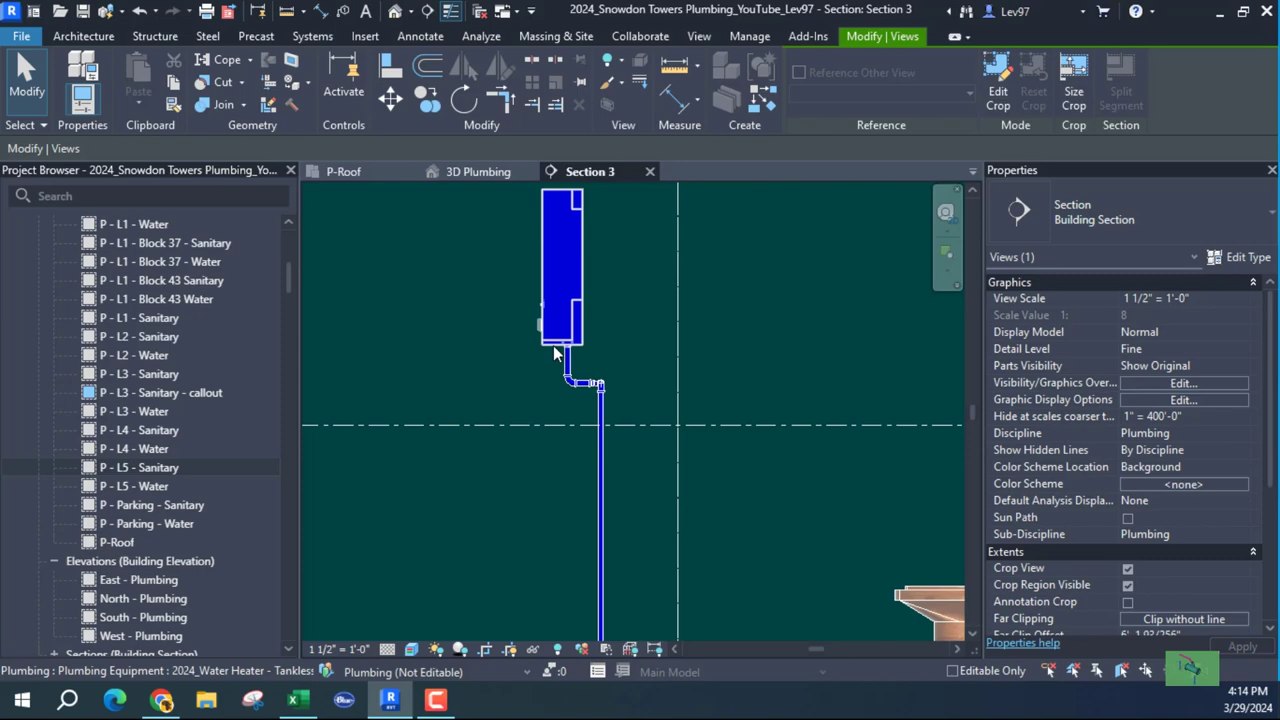 2024_Snowdon Towers Plumbing_YouTube_Lev97 - Section: Section 3
Lev97
File
Architecture
Structure
Steel
Precast
Systems
Insert
Annotate
Analyze
Massing & Site
Collaborate
View
Manage
Add-Ins
Modify | Views
Modify
Paste
Cope
Cut
Join
Activate
Reference Other View
Edit Crop
Reset Crop
Size Crop
Split Segment
Select
Properties
Clipboard
Geometry
Controls
Modify
View
Measure
Create
Reference
Mode
Crop
Section
Modify | Views
Project Browser - 2024_Snowdon Towers Plumbing_Yo...
Search
P - L1 - Water
P - L1 - Block 37 - Sanitary
P - L1 - Block 37 - Water
P - L1 - Block 43 Sanitary
P - L1 - Block 43 Water
P - L1 - Sanitary
P - L2 - Sanitary
P - L2 - Water
P - L3 - Sanitary
P - L3 - Sanitary - callout
P - L3 - Water
P - L4 - Sanitary
P - L4 - Water
P - L5 - Sanitary
P - L5 - Water
P - Parking - Sanitary
P - Parking - Water
P-Roof
Elevations (Building Elevation)
East - Plumbing
North - Plumbing
South - Plumbing
West - Plumbing
P-Roof
3D Plumbing
Section 3
Properties
Section
Building Section
Views (1)
Edit Type
Graphics
View Scale 1 1/2" = 1'-0"
Scale Value 1: 8
Display Model Normal
Detail Level Fine
Parts Visibility Show Original
Visibility/Graphics Over... Edit...
Graphic Display Options Edit...
Hide at scales coarser t... 1" = 400'-0"
Discipline Plumbing
Show Hidden Lines By Discipline
Color Scheme Location Background
Color Scheme <none>
Default Analysis Displa... None
Sun Path
Sub-Discipline Plumbing
Extents
Crop View
Crop Region Visible
Annotation Crop
Far Clipping Clip without line
Properties help
Apply
1 1/2" = 1'-0"
Plumbing : Plumbing Equipment : 2024_Water Heater - Tankles:
Plumbing (Not Editable)
:0
Main Model
Editable Only
4:14 PM
3/29/2024